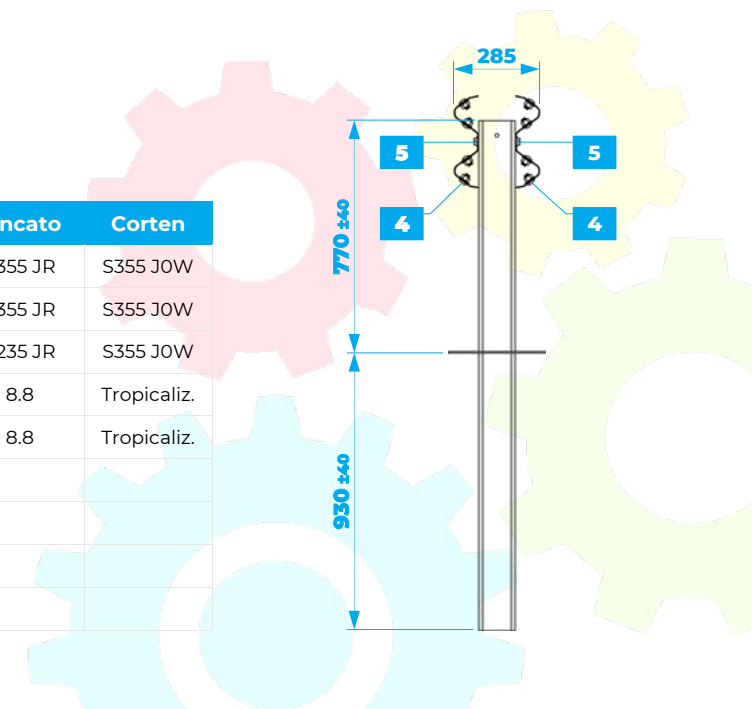 285
5 5
4 4
770 ±40
930 ±40
ncato Corten
355 JR S355 J0W
355 JR S355 J0W
235 JR S355 J0W
8.8 Tropicaliz.
8.8 Tropicaliz.